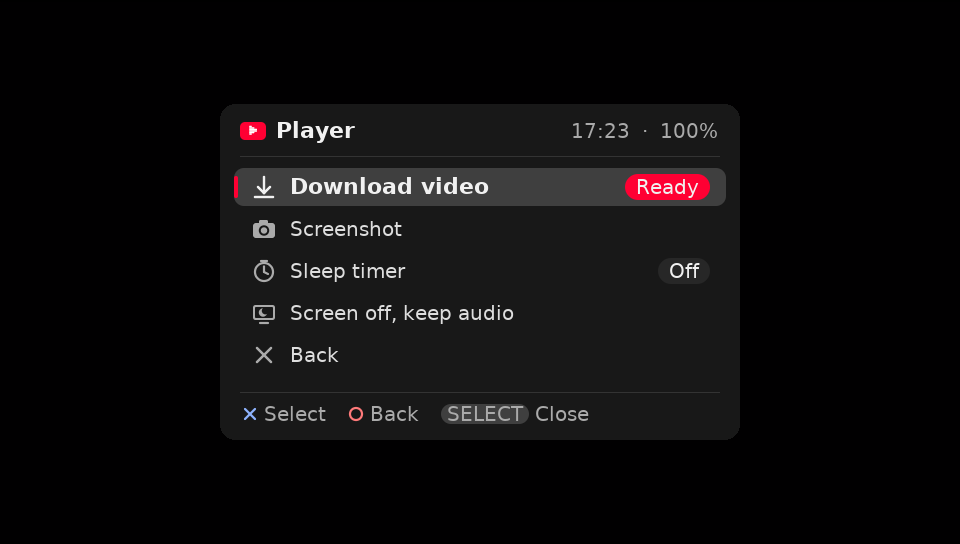 Player 17:23 · 100%
Download video Ready
Screenshot
Sleep timer Off
Screen off, keep audio
Back
Select Back SELECT Close